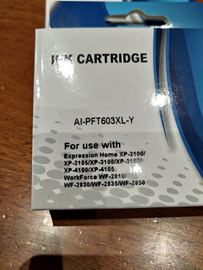 INK CARTRIDGE
AI-PFT603XL-Y
For use with
Expression Home XP-2100/
XP-2105/XP-3100/XP-3105/
XP-4100/XP-4105
WorkForce WF-2810/
WF-2830/WF-2835/WF-2850